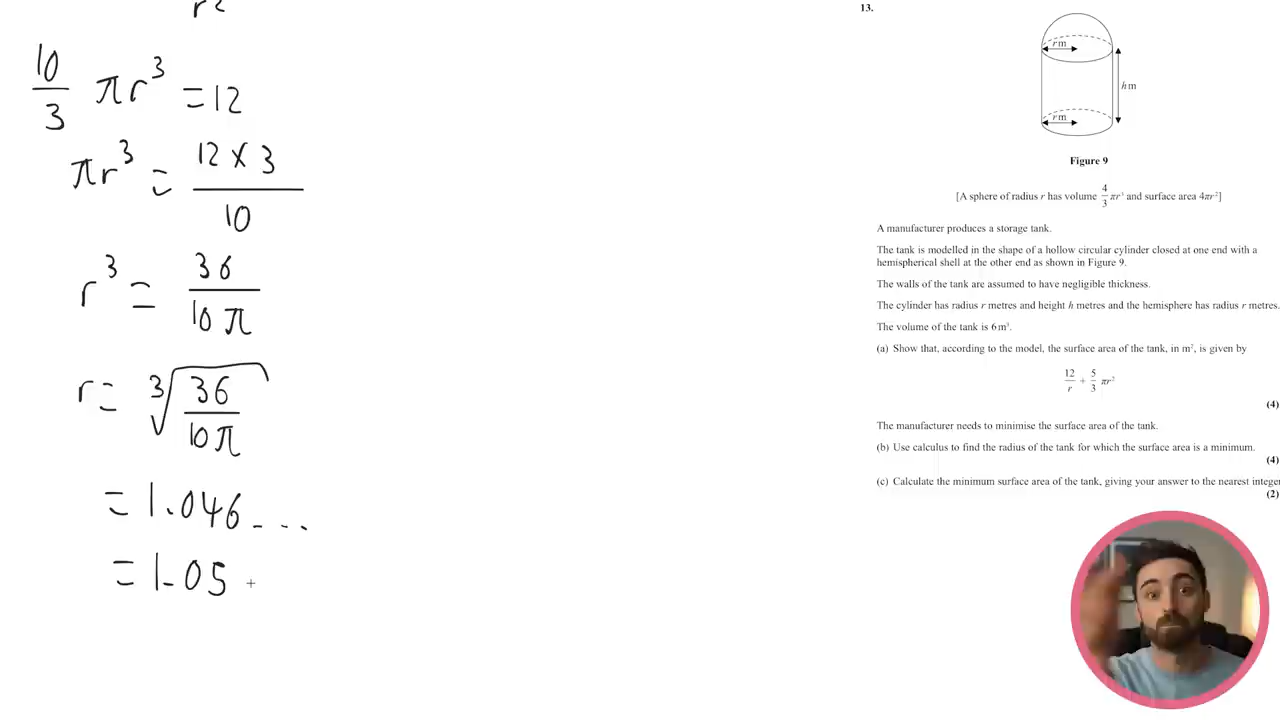 r2
10/3 πr³ = 12
πr³ = 12 × 3 / 10
r³ = 36 / 10π
r = ³√(36 / 10π)
= 1.046...
= 1.05
13.
r m
h m
r m
Figure 9
[A sphere of radius r has volume 4/3 πr³ and surface area 4πr²]
A manufacturer produces a storage tank.
The tank is modelled in the shape of a hollow circular cylinder closed at one end with a
hemispherical shell at the other end as shown in Figure 9.
The walls of the tank are assumed to have negligible thickness.
The cylinder has radius r metres and height h metres and the hemisphere has radius r metres.
The volume of the tank is 6 m³.
(a) Show that, according to the model, the surface area of the tank, in m², is given by
12/r + 5/3 πr²
(4)
The manufacturer needs to minimise the surface area of the tank.
(b) Use calculus to find the radius of the tank for which the surface area is a minimum.
(4)
(c) Calculate the minimum surface area of the tank, giving your answer to the nearest intege
(2)